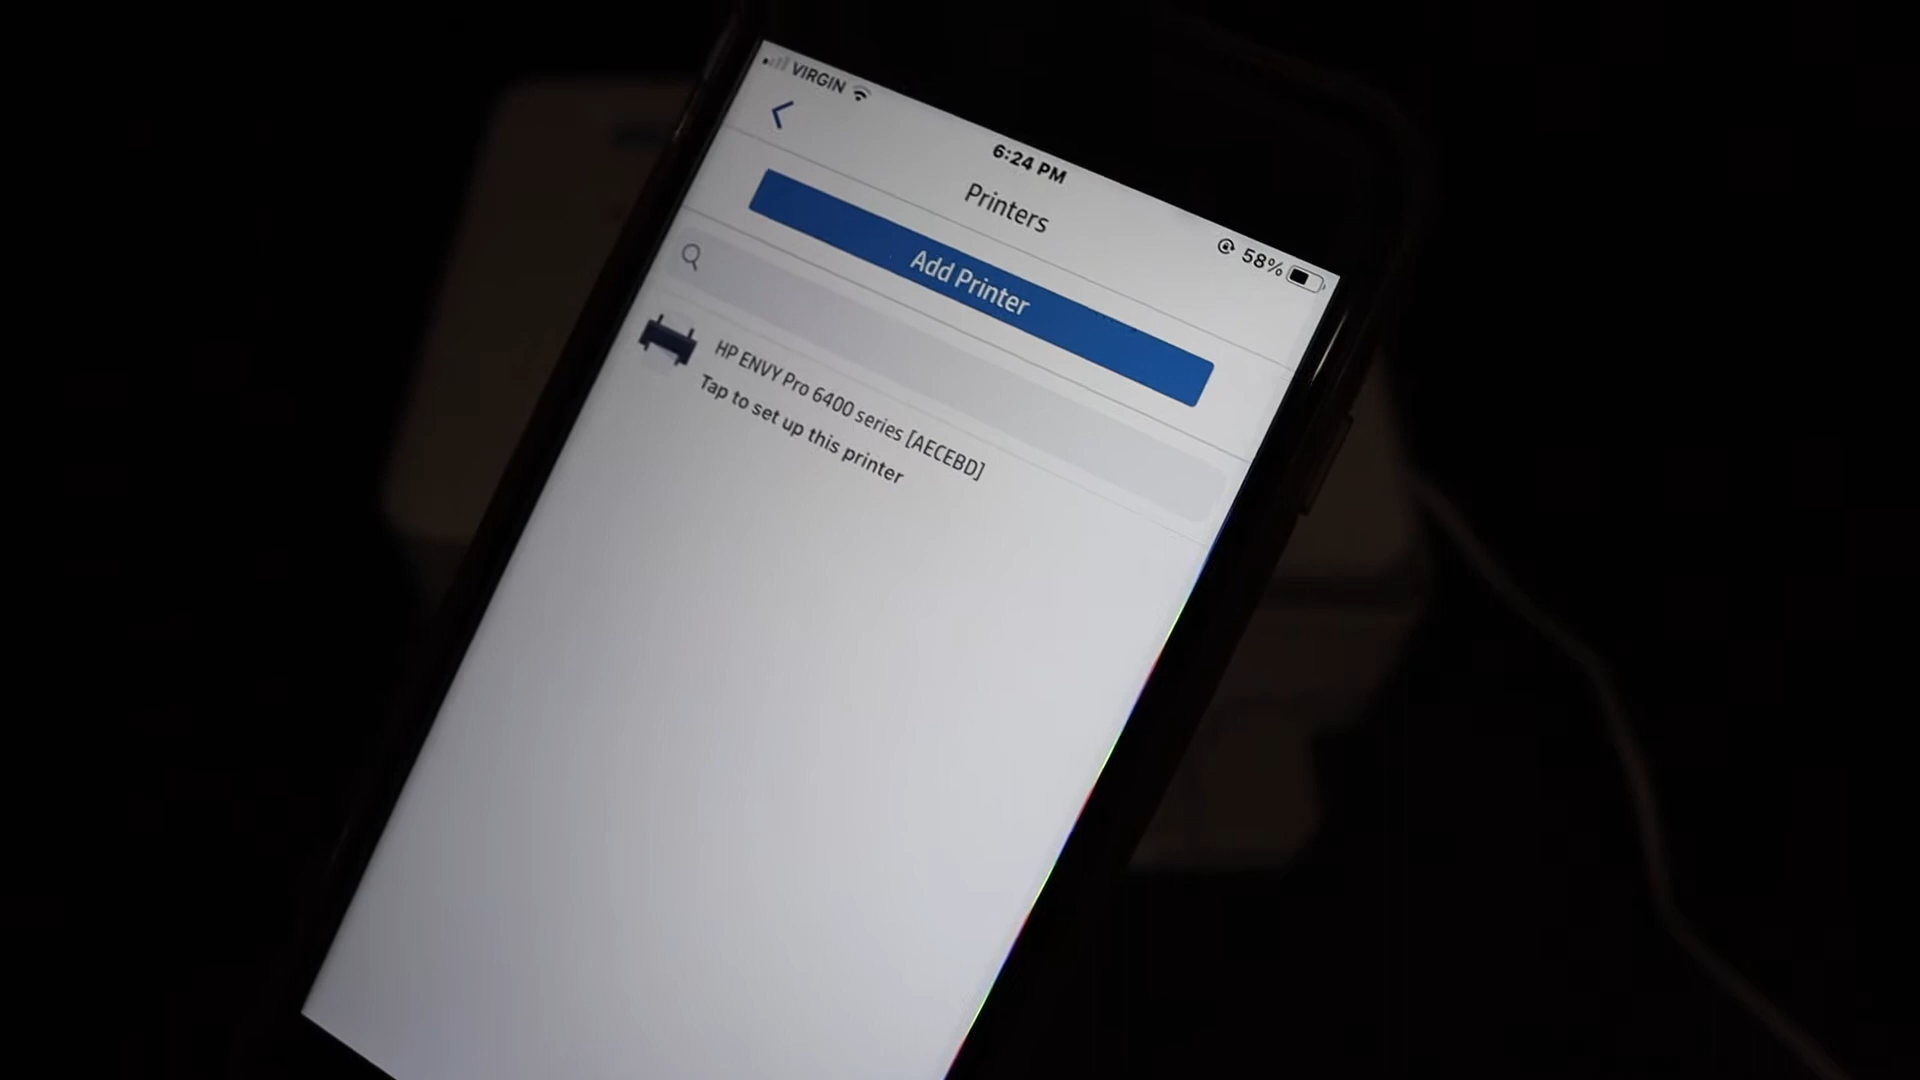 VIRGIN
6:24 PM
58%
Printers
Add Printer
HP ENVY Pro 6400 series [AECEBD]
Tap to set up this printer